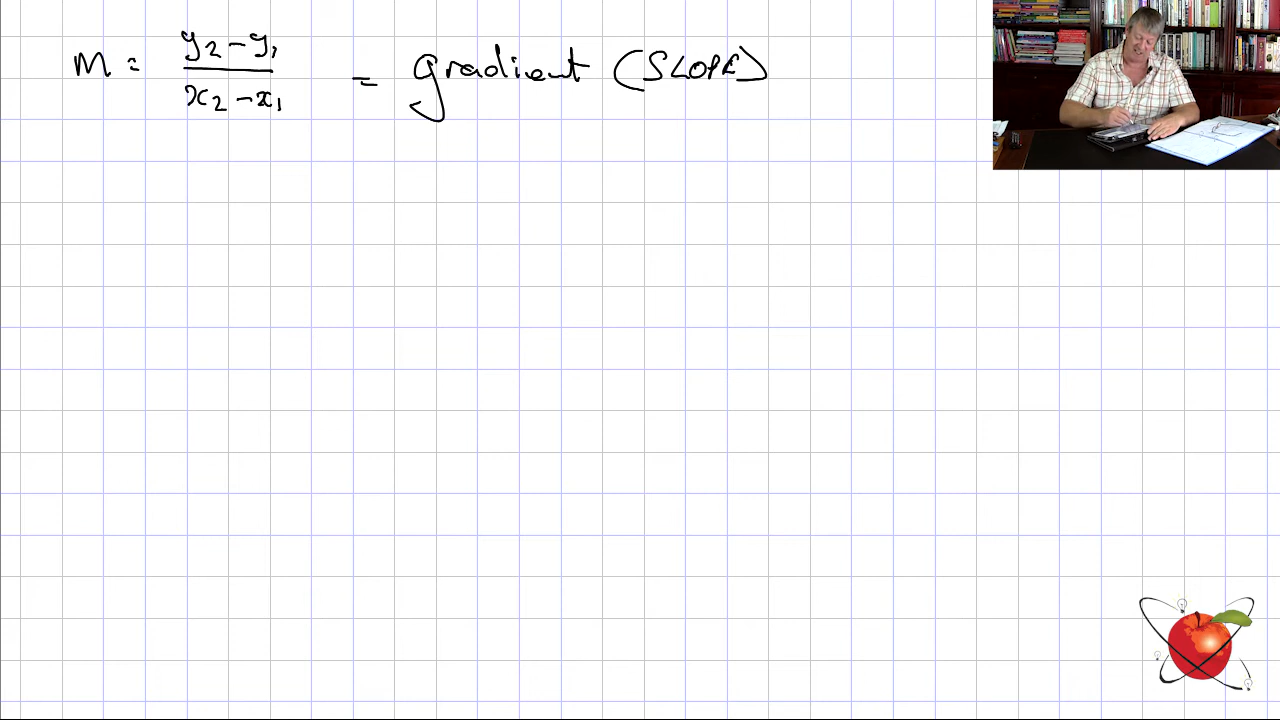 m = y₂ - y₁ / x₂ - x₁ = gradient (SLOPE)